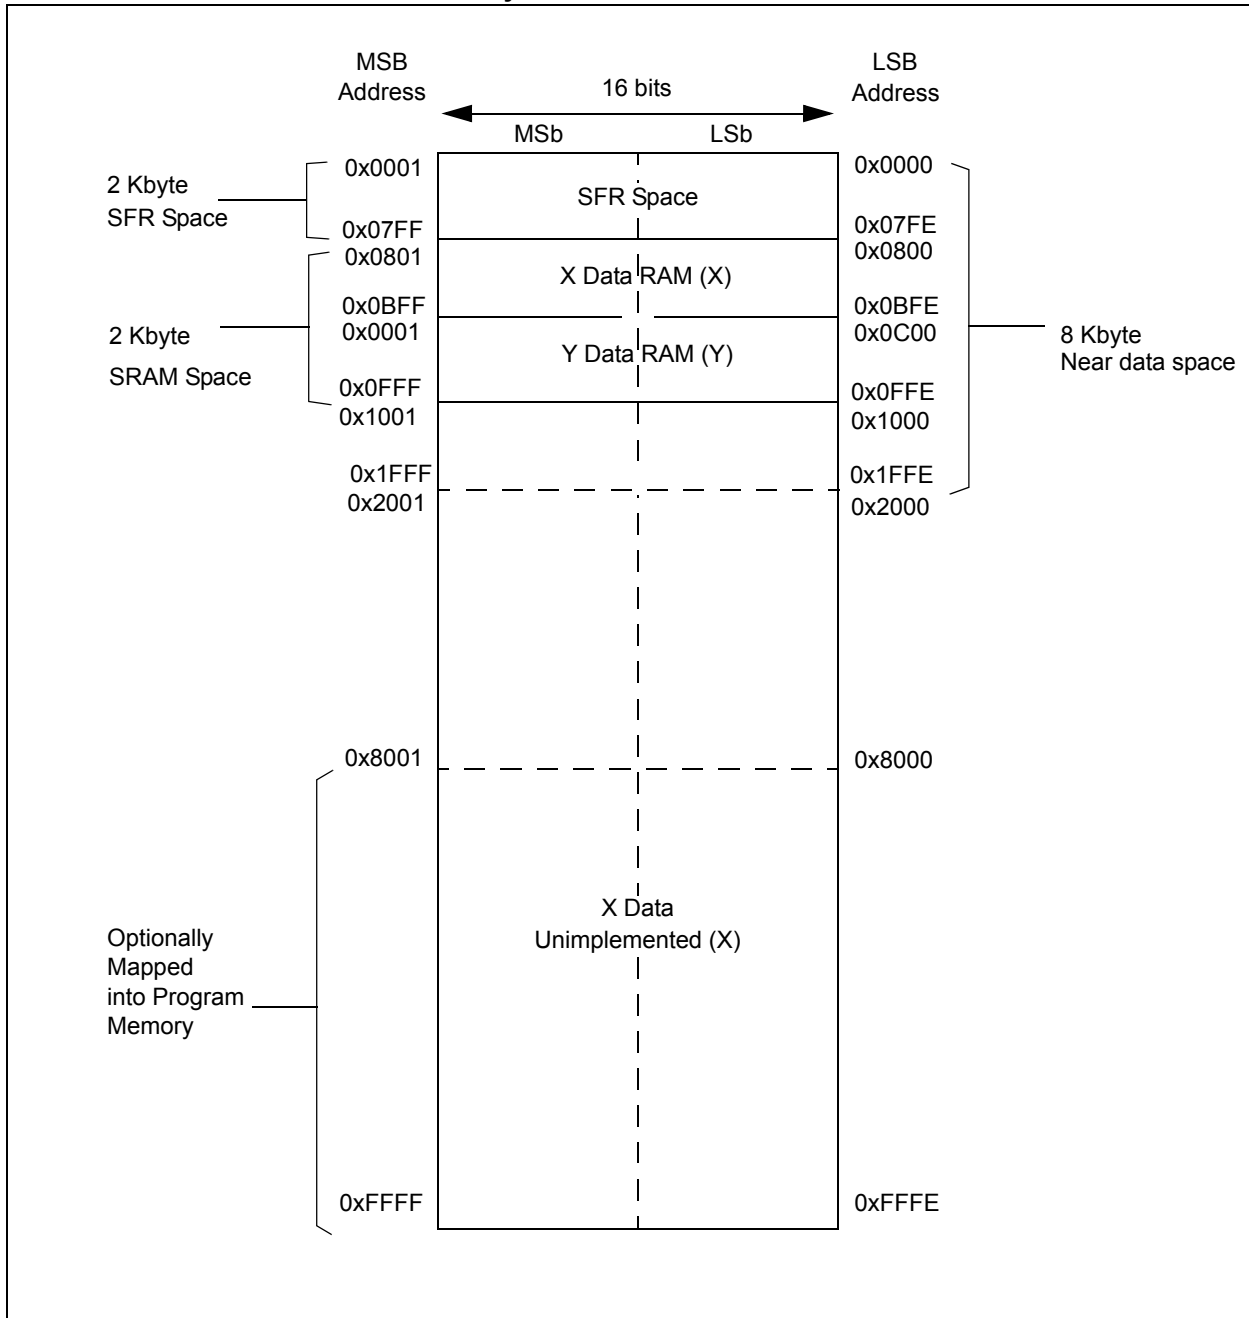 MSB
Address
16 bits
LSB
Address
MSb
LSb
0x0001
0x0000
2 Kbyte
SFR Space
SFR Space
0x07FF
0x07FE
0x0801
0x0800
X Data RAM (X)
0x0BFF
0x0BFE
0x0001
0x0C00
2 Kbyte
SRAM Space
Y Data RAM (Y)
8 Kbyte
Near data space
0x0FFF
0x0FFE
0x1001
0x1000
0x1FFF
0x1FFE
0x2001
0x2000
0x8001
0x8000
X Data
Unimplemented (X)
Optionally
Mapped
into Program
Memory
0xFFFF
0xFFFE